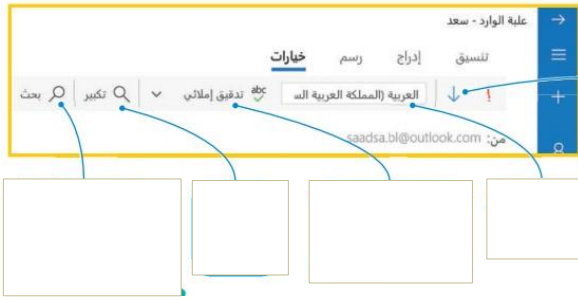 علبة الوارد - سعد
تنسيق إدراج رسم خيارات
! العربية (المملكة العربية الس abc تدقيق إملائي تكبير بحث
من: saadsa.bl@outlook.com